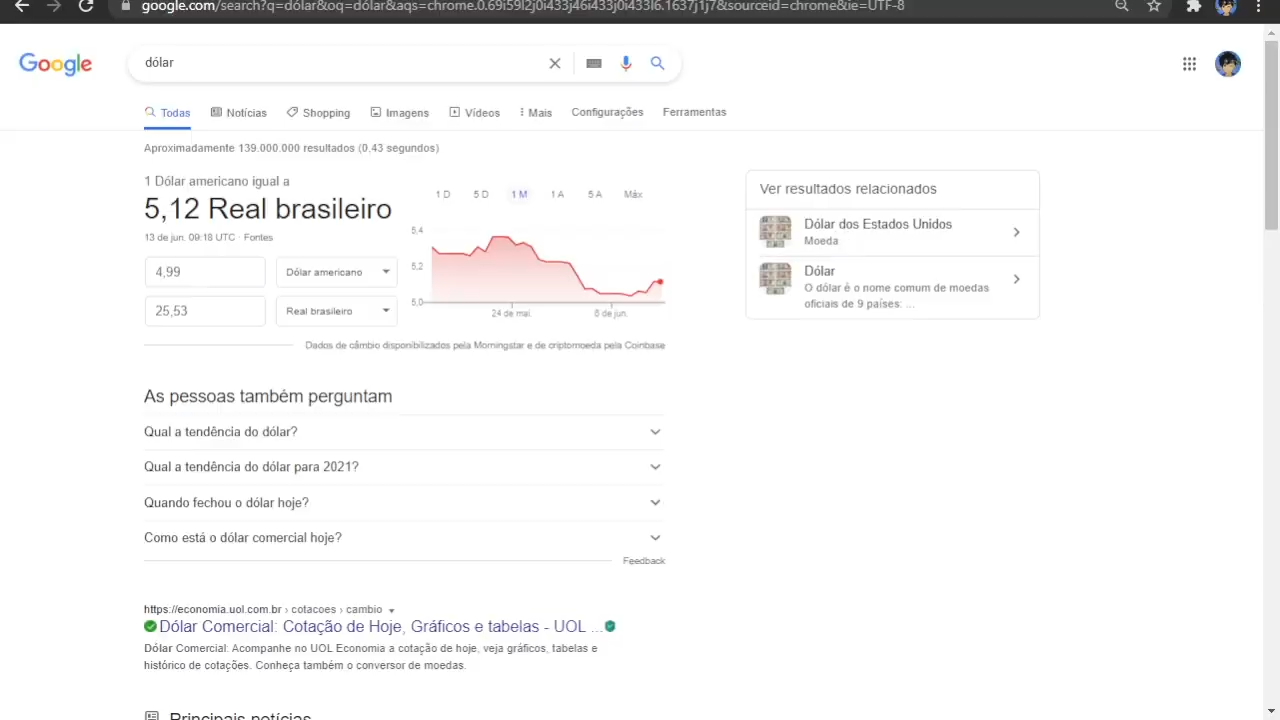 google.com/search?q=dólar&oq=dólar&aqs=chrome.0.69i59l2j0i433j46i433j0i433l6.1637j1j7&sourceid=chrome&ie=UTF-8
Google
dólar
Todas Notícias Shopping Imagens Vídeos Mais Configurações Ferramentas
Aproximadamente 139.000.000 resultados (0,43 segundos)
1 Dólar americano igual a
5,12 Real brasileiro
13 de jun. 09:18 UTC · Fontes
4,99 Dólar americano
25,53 Real brasileiro
1 D 5 D 1 M 1 A 5 A Máx
5,4
5,2
5,0
24 de mai. 8 de jun.
Dados de câmbio disponibilizados pela Morningstar e de criptomoeda pela Coinbase
Ver resultados relacionados
Dólar dos Estados Unidos
Moeda
Dólar
O dólar é o nome comum de moedas
oficiais de 9 países: ...
As pessoas também perguntam
Qual a tendência do dólar?
Qual a tendência do dólar para 2021?
Quando fechou o dólar hoje?
Como está o dólar comercial hoje?
Feedback
https://economia.uol.com.br › cotacoes › cambio
Dólar Comercial: Cotação de Hoje, Gráficos e tabelas - UOL ...
Dólar Comercial: Acompanhe no UOL Economia a cotação de hoje, veja gráficos, tabelas e
histórico de cotações. Conheça também o conversor de moedas.
Principais notícias